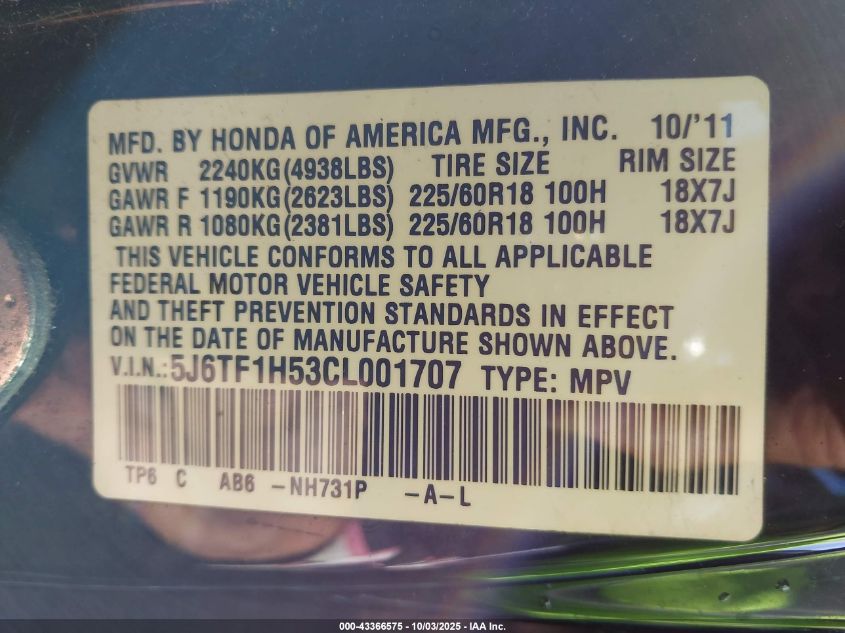 MFD. BY HONDA OF AMERICA MFG., INC. 10/'11
GVWR 2240KG(4938LBS) TIRE SIZE RIM SIZE
GAWR F 1190KG(2623LBS) 225/60R18 100H 18X7J
GAWR R 1080KG(2381LBS) 225/60R18 100H 18X7J
THIS VEHICLE CONFORMS TO ALL APPLICABLE
FEDERAL MOTOR VEHICLE SAFETY
AND THEFT PREVENTION STANDARDS IN EFFECT
ON THE DATE OF MANUFACTURE SHOWN ABOVE.
V.I.N.:5J6TF1H53CL001707 TYPE: MPV
TP6 C AB6 -NH731P -A-L
000-43366575 - 10/03/2025 - IAA Inc.